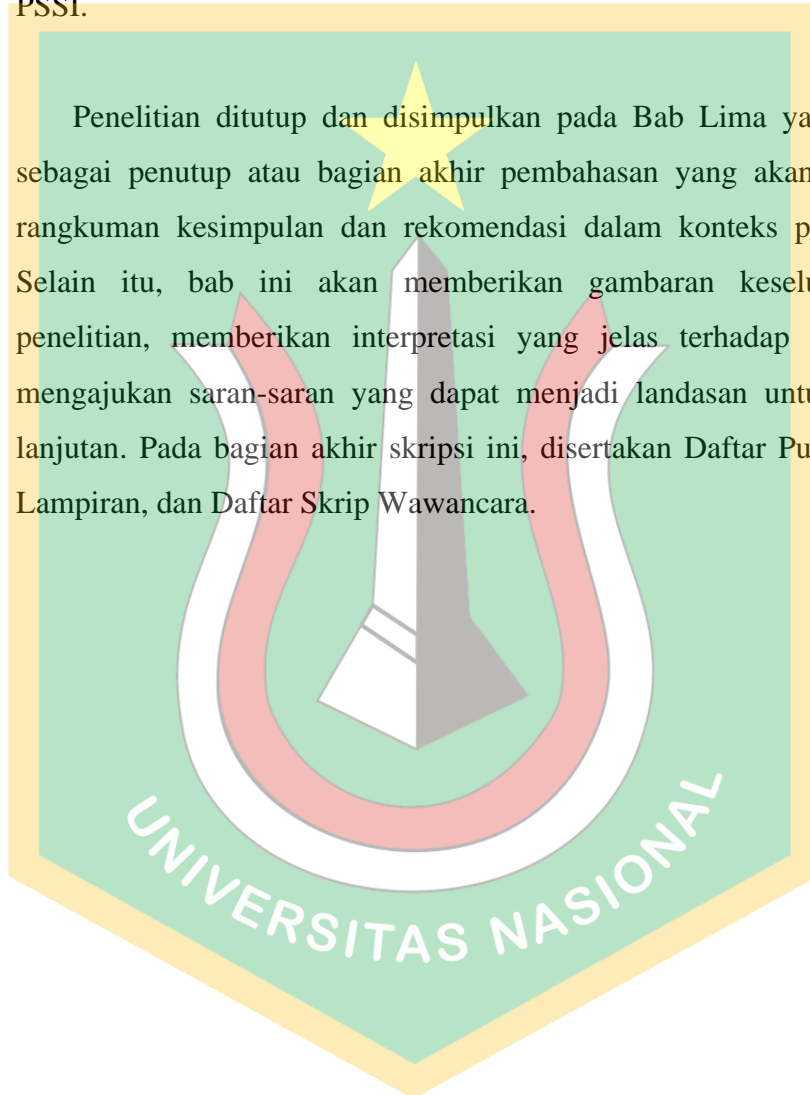 PSSI.
Penelitian ditutup dan disimpulkan pada Bab Lima ya
sebagai penutup atau bagian akhir pembahasan yang akan
rangkuman kesimpulan dan rekomendasi dalam konteks p
Selain itu, bab ini akan memberikan gambaran kesel
penelitian, memberikan interpretasi yang jelas terhadap
mengajukan saran-saran yang dapat menjadi landasan untu
lanjutan. Pada bagian akhir skripsi ini, disertakan Daftar Pu
Lampiran, dan Daftar Skrip Wawancara.
UNIVERSITAS NASIONAL